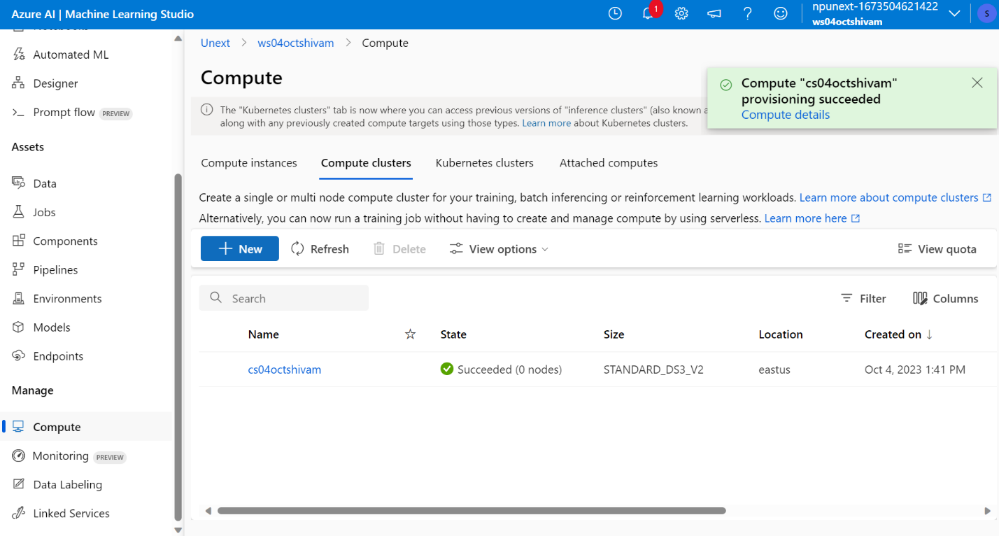 Azure AI | Machine Learning Studio
1
npunext-1673504621422
ws04octshivam
S
Automated ML
Designer
Prompt flow PREVIEW
Assets
Data
Jobs
Components
Pipelines
Environments
Models
Endpoints
Manage
Compute
Monitoring PREVIEW
Data Labeling
Linked Services
Unext > ws04octshivam > Compute
Compute
The "Kubernetes clusters" tab is now where you can access previous versions of "inference clusters" (also known
along with any previously created compute targets using those types. Learn more about Kubernetes clusters.
Compute "cs04octshivam"
provisioning succeeded
Compute details
Compute instances Compute clusters Kubernetes clusters Attached computes
Create a single or multi node compute cluster for your training, batch inferencing or reinforcement learning workloads. Learn more about compute clusters
Alternatively, you can now run a training job without having to create and manage compute by using serverless. Learn more here
New Refresh Delete View options View quota
Search Filter Columns
Name State Size Location Created on ↓
cs04octshivam Succeeded (0 nodes) STANDARD_DS3_V2 eastus Oct 4, 2023 1:41 PM